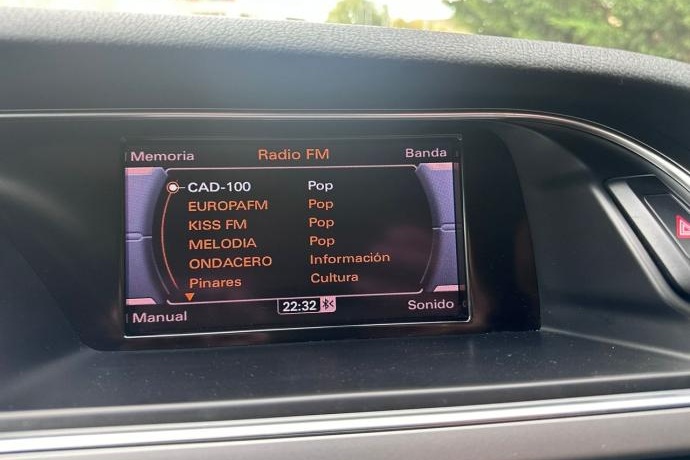 Memoria Radio FM Banda
CAD-100 Pop
EUROPAFM Pop
KISS FM Pop
MELODIA Pop
ONDACERO Información
Pinares Cultura
Manual 22:32 Sonido